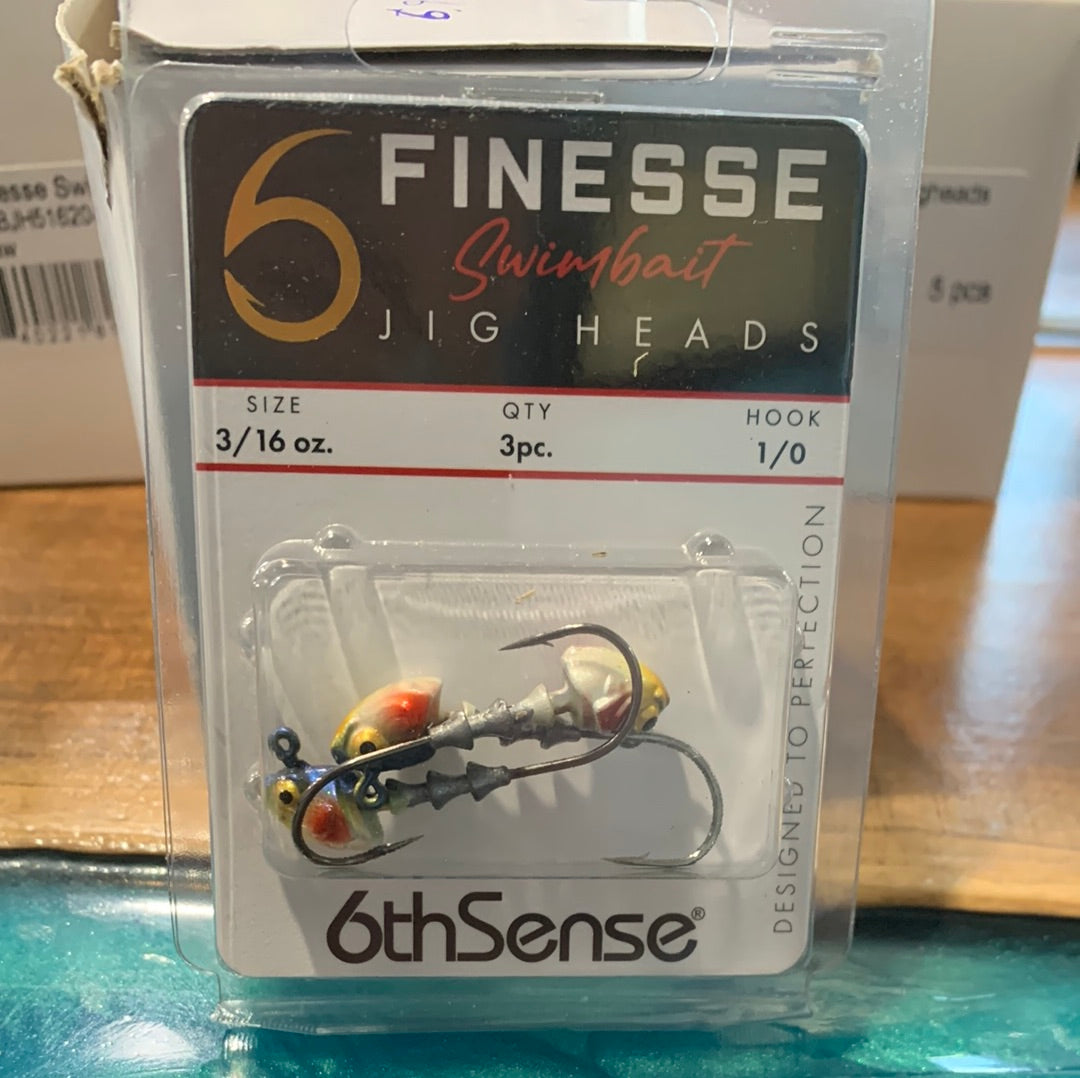 FINESSE
Swimbait
JIG HEADS
SIZE
3/16 oz.
QTY
3pc.
HOOK
1/0
DESIGNED TO PERFECTION
6thSense®
5 pcs